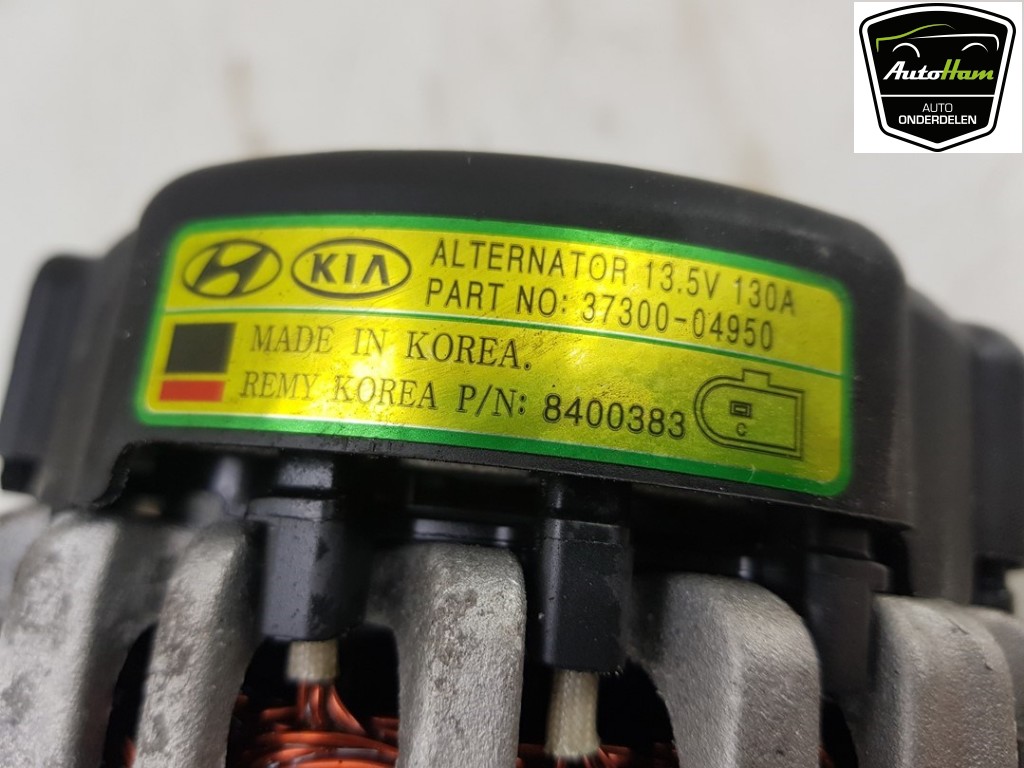 AutoHam
AUTO
ONDERDELEN
KIA ALTERNATOR 13.5V 130A
PART NO: 37300-04950
MADE IN KOREA.
REMY KOREA P/N: 8400383
C